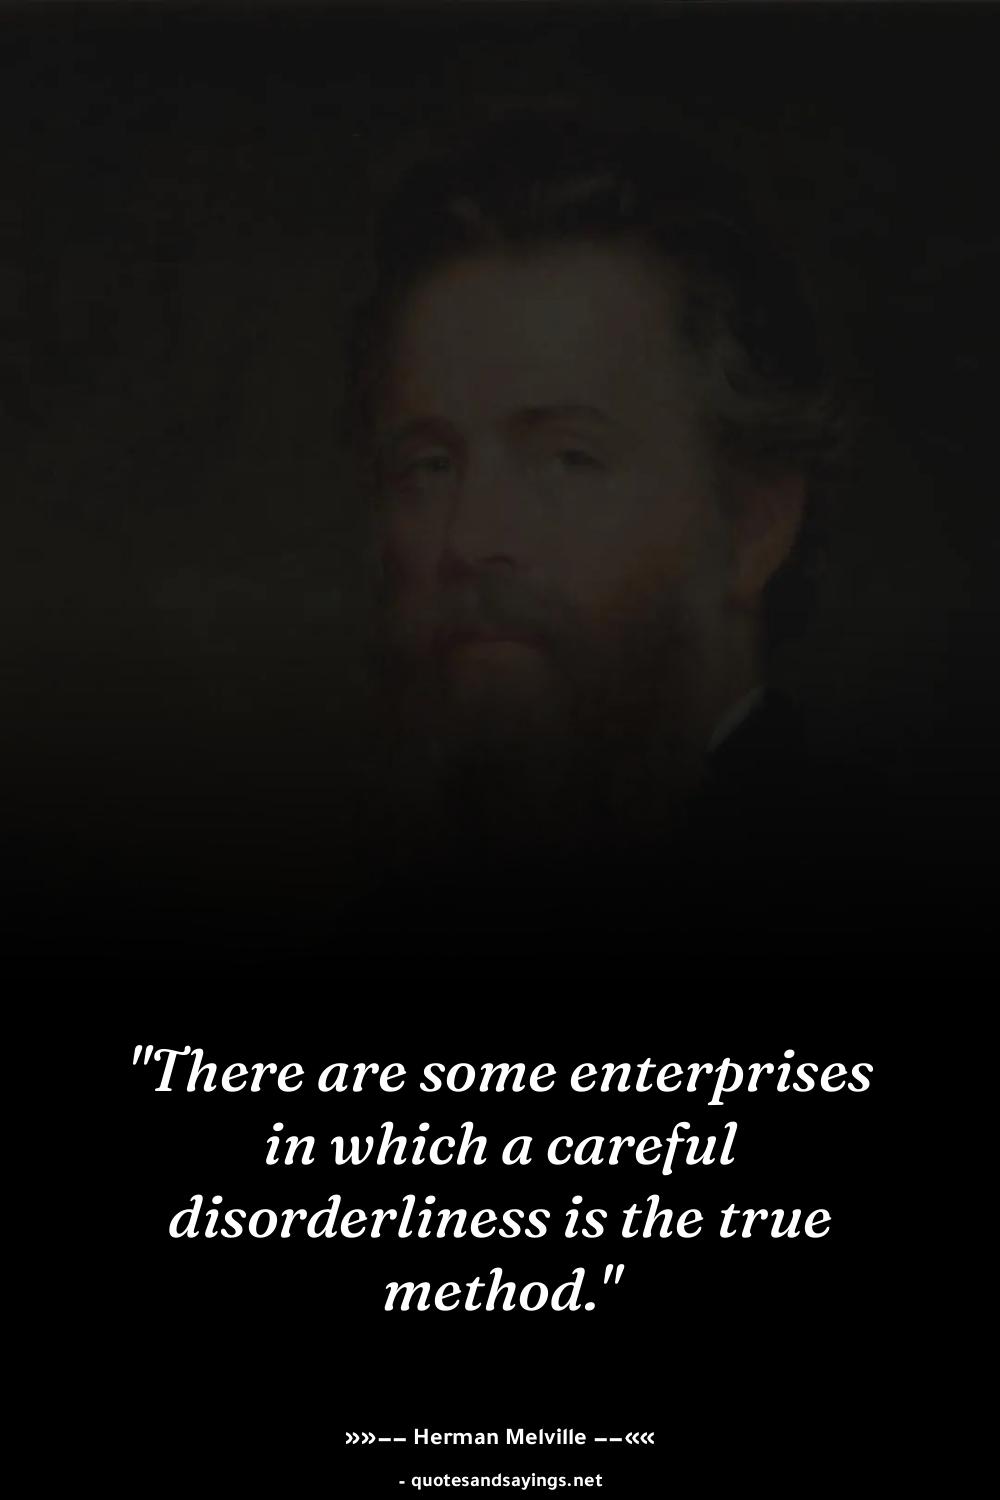 "There are some enterprises
in which a careful
disorderliness is the true
method."
»»–– Herman Melville ––««
- quotesandsayings.net